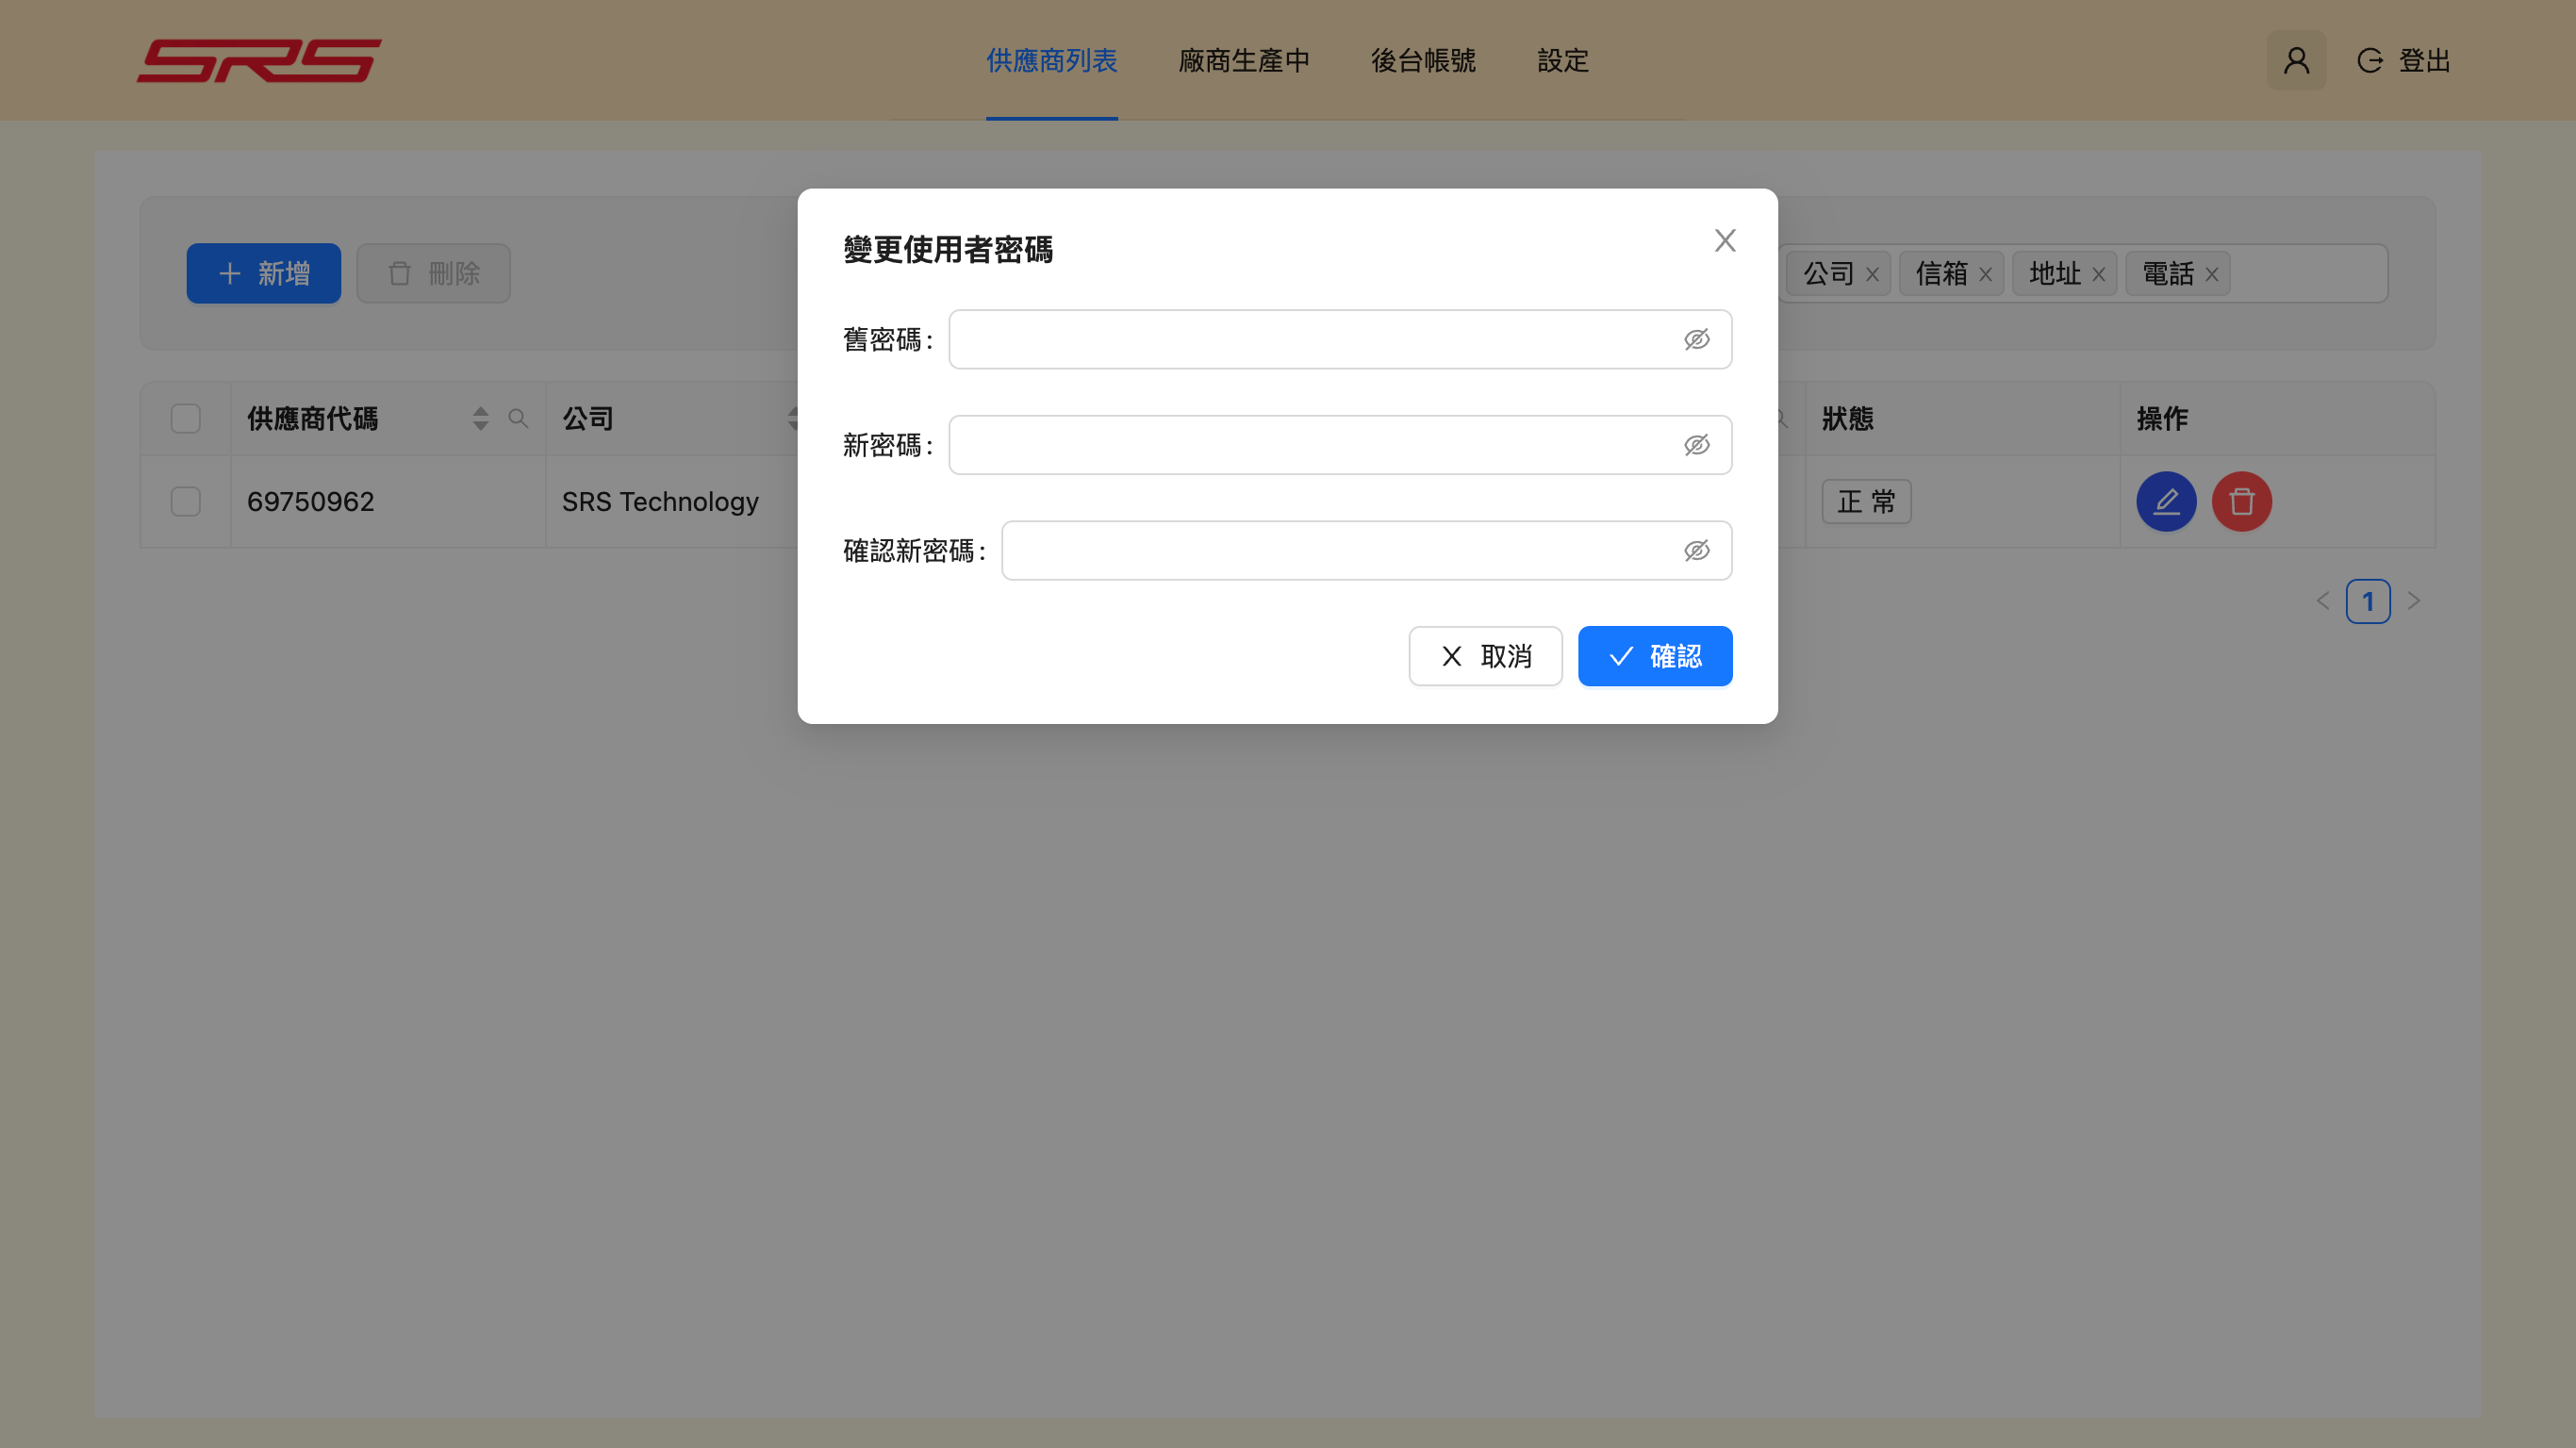 SRS
供應商列表 廠商生產中 後台帳號 設定
登出
新增 刪除
公司 信箱 地址 電話
變更使用者密碼
舊密碼:
新密碼:
確認新密碼:
取消 確認
供應商代碼 公司 狀態 操作
69750962 SRS Technology 正常
1